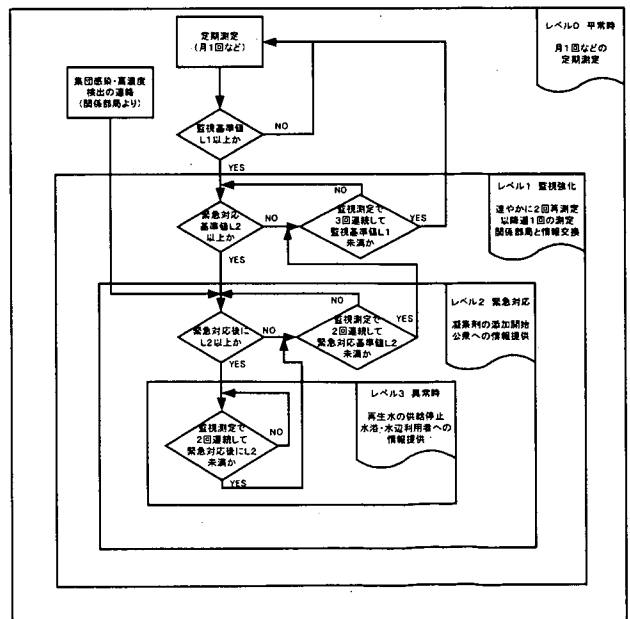 レベル0 平常時
月1回などの
定期測定
定期測定
(月1回など)
集団感染・高濃度
検出の連絡
(関係部局より)
監視基準値
L1以上か
NO
YES
レベル1 監視強化
速やかに2回再測定
以降週1回の測定
関係部局と情報交換
緊急対応
基準値L2
以上か
NO
YES
監視測定で
3回連続して
監視基準値L1
未満か
NO
YES
レベル2 緊急対応
凝集剤の添加開始
公衆への情報提供
緊急対応後に
L2以上か
NO
YES
監視測定で
2回連続して
緊急対応基準値L2
未満か
NO
YES
レベル3 異常時
再生水の供給停止
水浴・水辺利用者への
情報提供
監視測定で
2回連続して
緊急対応後にL2
未満か
NO
YES